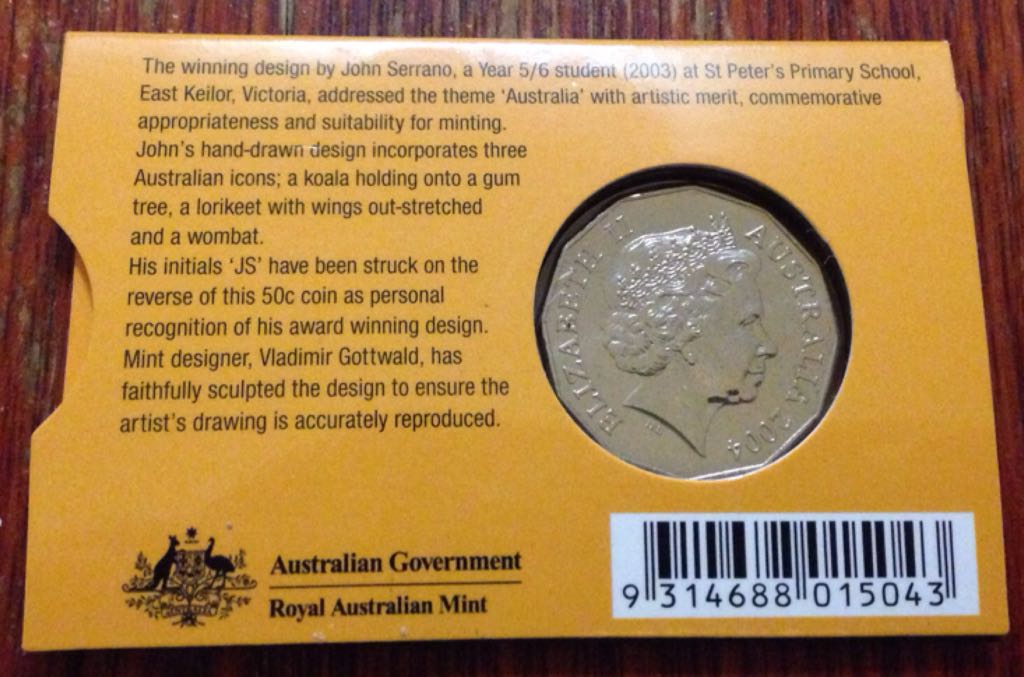 The winning design by John Serrano, a Year 5/6 student (2003) at St Peter's Primary School,
East Keilor, Victoria, addressed the theme 'Australia' with artistic merit, commemorative
appropriateness and suitability for minting.
John's hand-drawn design incorporates three
Australian icons; a koala holding onto a gum
tree, a lorikeet with wings out-stretched
and a wombat.
His initials 'JS' have been struck on the
reverse of this 50c coin as personal
recognition of his award winning design.
Mint designer, Vladimir Gottwald, has
faithfully sculpted the design to ensure the
artist's drawing is accurately reproduced.
ELIZABETH II
AUSTRALIA 2004
Australian Government
Royal Australian Mint
9 314688 015043